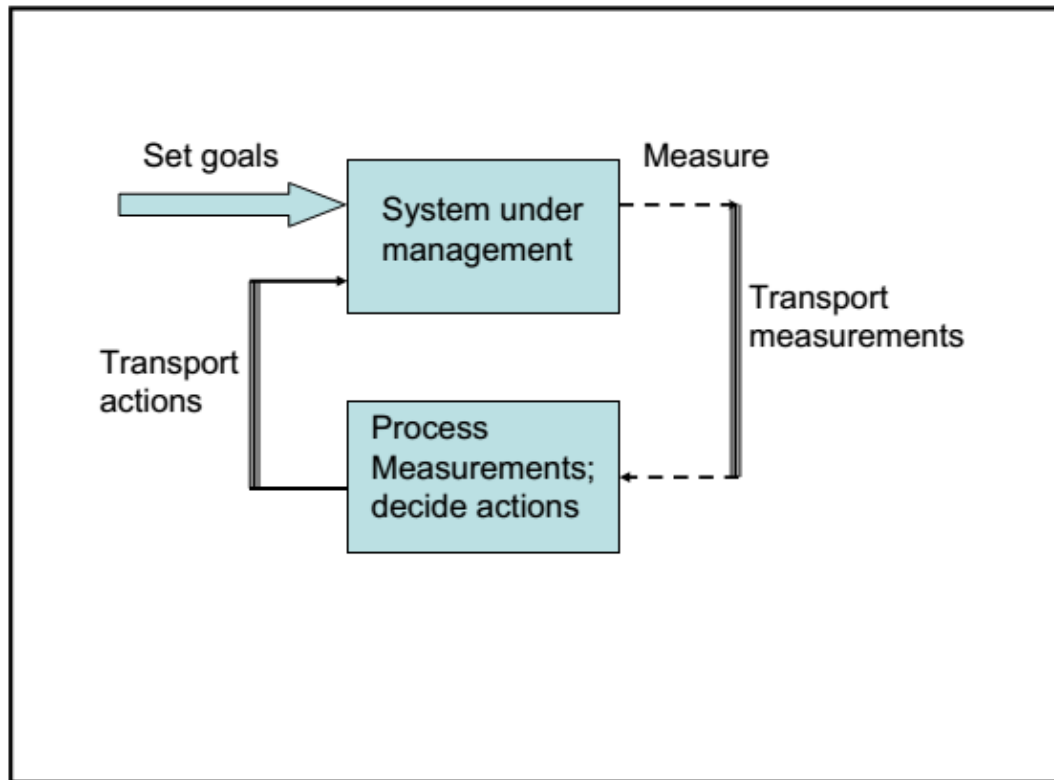 Set goals
Measure
System under
management
Transport
measurements
Transport
actions
Process
Measurements;
decide actions